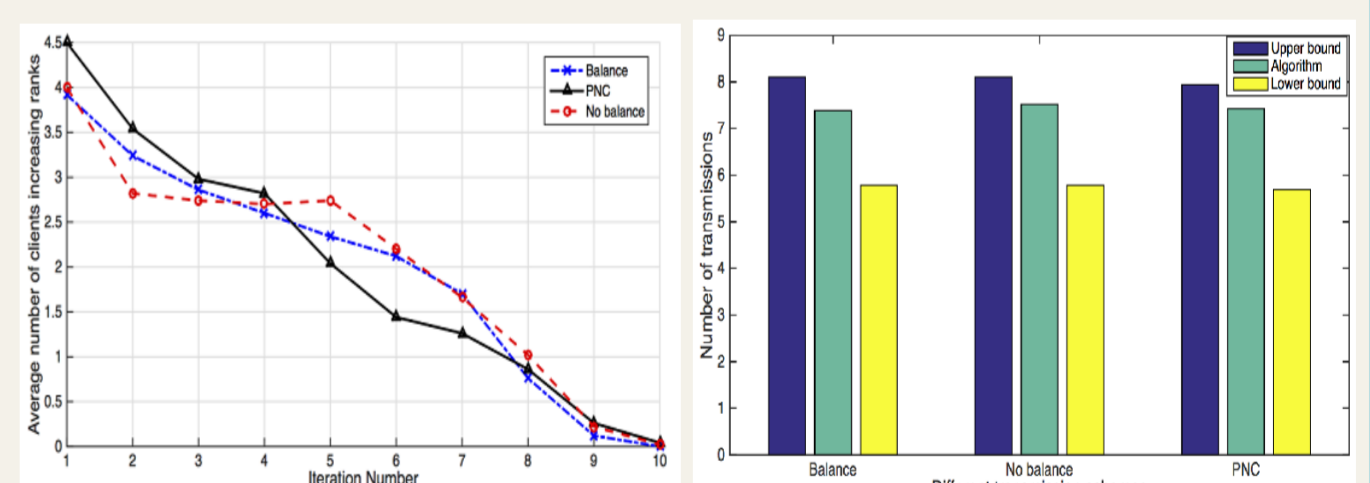 Average number of clients increasing ranks
4.5
4
3.5
3
2.5
2
1.5
1
0.5
0
Balance
PNC
No balance
1 2 3 4 5 6 7 8 9 10
Iteration Number
Number of transmissions
9
8
7
6
5
4
3
2
1
0
Upper bound
Algorithm
Lower bound
Balance No balance PNC